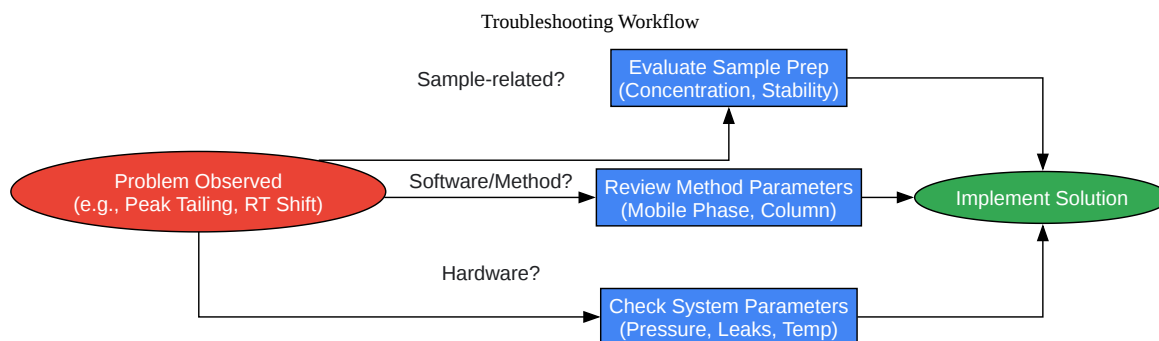 Troubleshooting Workflow
Sample-related?
Evaluate Sample Prep
(Concentration, Stability)
Problem Observed
(e.g., Peak Tailing, RT Shift)
Software/Method?
Review Method Parameters
(Mobile Phase, Column)
Implement Solution
Hardware?
Check System Parameters
(Pressure, Leaks, Temp)